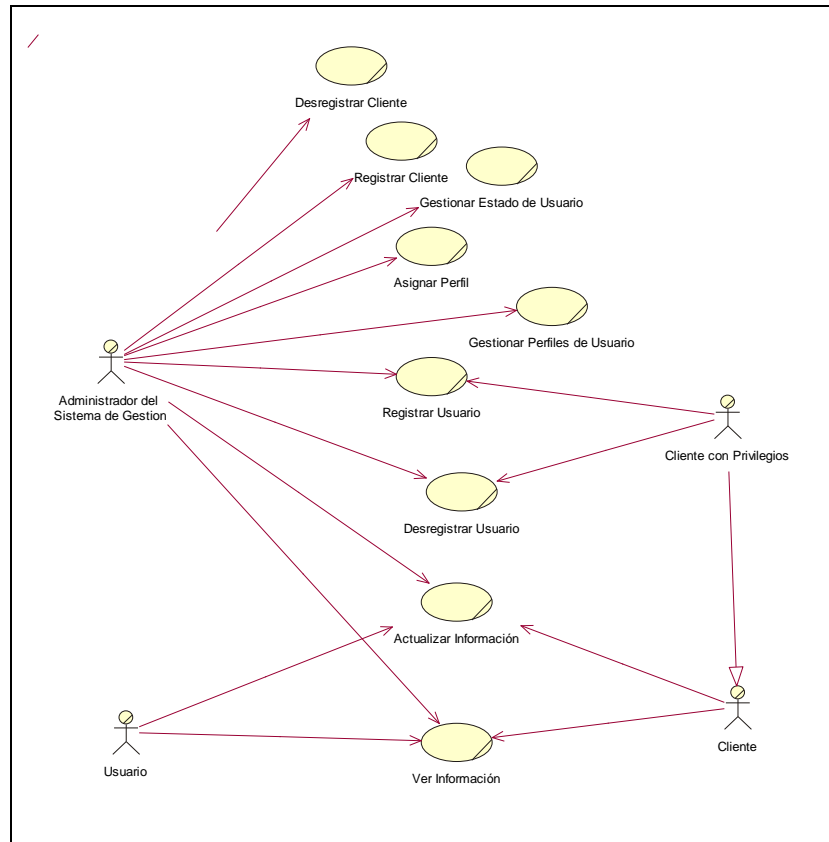 Desregistrar Cliente
Registrar Cliente
Gestionar Estado de Usuario
Asignar Perfil
Gestionar Perfiles de Usuario
Administrador del
Sistema de Gestion
Registrar Usuario
Cliente con Privilegios
Desregistrar Usuario
Actualizar Información
Usuario
Ver Información
Cliente